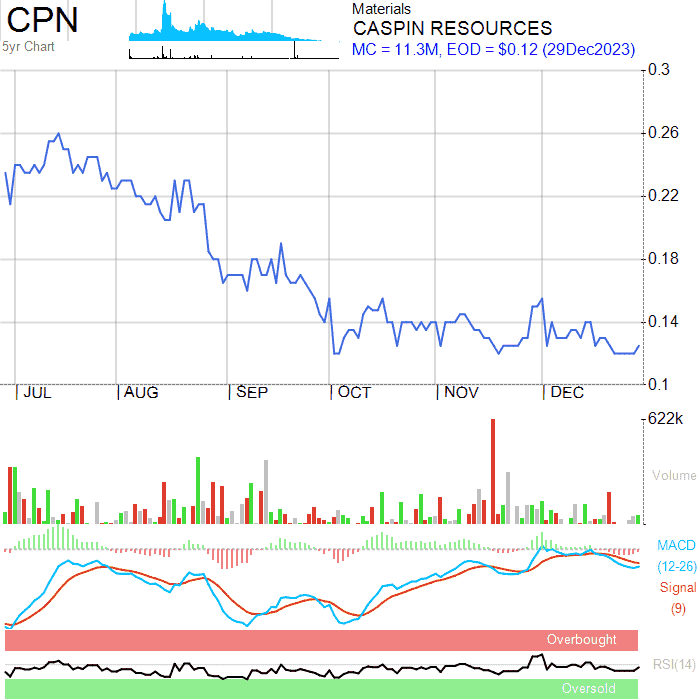 CPN
5yr Chart
Materials
CASPIN RESOURCES
MC = 11.3M, EOD = $0.12 (29Dec2023)
0.3
0.26
0.22
0.18
0.14
0.1
JUL AUG SEP OCT NOV DEC
622k
Volume
MACD
(12-26)
Signal
(9)
Overbought
RSI(14)
Oversold